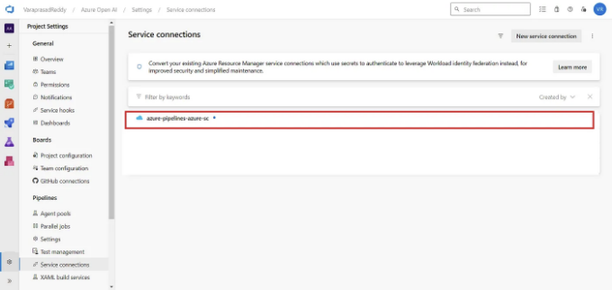 VaraprasadReddy / Azure Open AI / Settings / Service connections
Search
VR
Project Settings
General
Overview
Teams
Permissions
Notifications
Service hooks
Dashboards
Boards
Project configuration
Team configuration
GitHub connections
Pipelines
Agent pools
Parallel jobs
Settings
Test management
Service connections
XAML build services
Service connections
New service connection
Convert your existing Azure Resource Manager service connections which use secrets to authenticate to leverage Workload identity federation instead, for
improved security and simplified maintenance.
Learn more
Filter by keywords
Created by
azure-pipelines-azure-sc